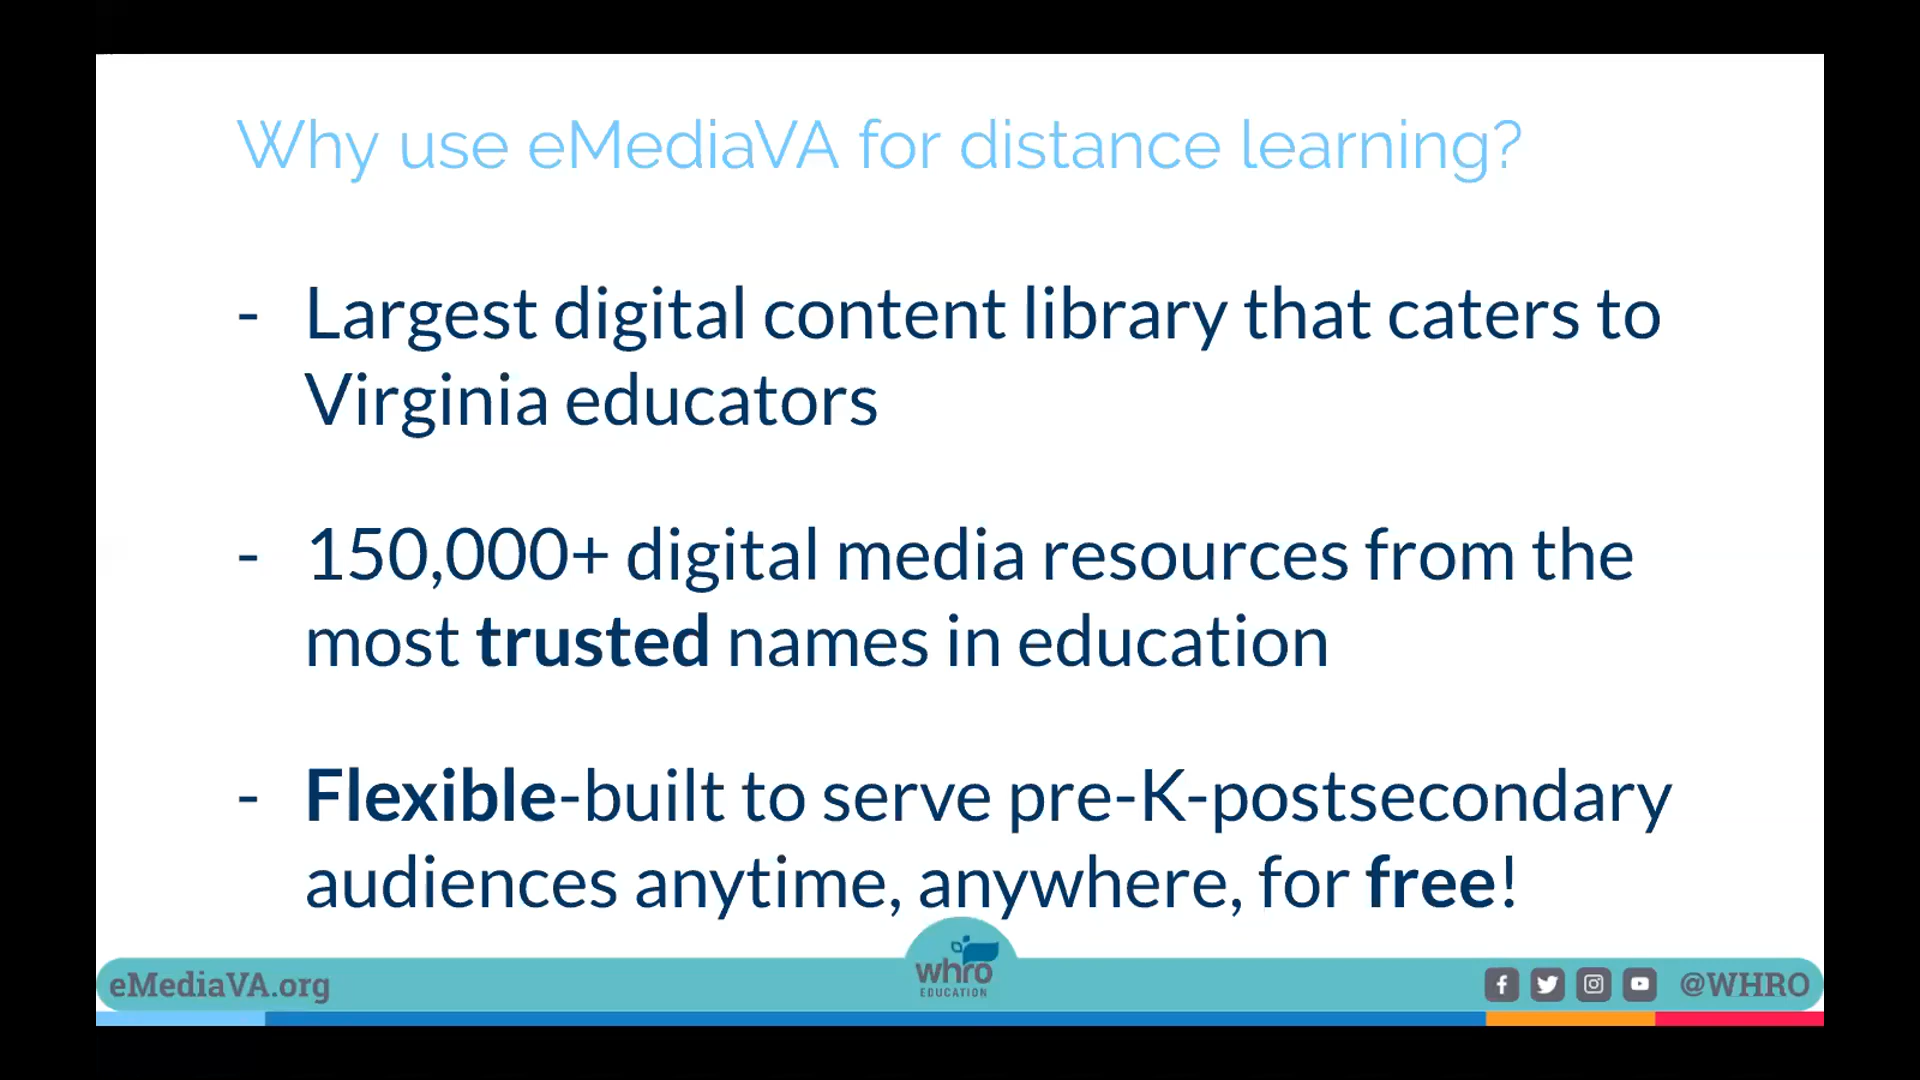 Why use eMediaVA for distance learning?
- Largest digital content library that caters to
Virginia educators
- 150,000+ digital media resources from the
most trusted names in education
- Flexible-built to serve pre-K-postsecondary
audiences anytime, anywhere, for free!
eMediaVA.org
whro
EDUCATION
@WHRO